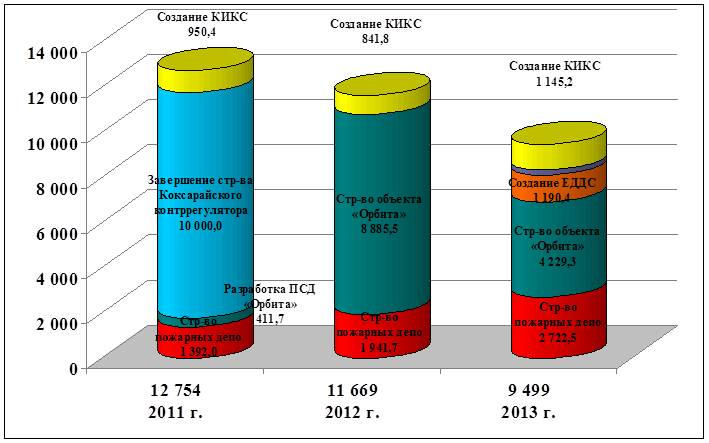 Создание КИКС
950,4
Создание КИКС
841,8
Создание КИКС
1 145,2
14 000
12 000
10 000
8 000
6 000
4 000
2 000
0
Завершение стр-ва
Коксарайского
контррегулятора
10 000,0
Разработка ПСД
«Орбита»
411,7
Стр-во
пожарных депо
1 392,0
Стр-во объекта
«Орбита»
8 885,5
Стр-во
пожарных депо
1 941,7
Создание ЕДДС
1 190,4
Стр-во объекта
«Орбита»
4 229,3
Стр-во
пожарных депо
2 722,5
12 754
2011 г.
11 669
2012 г.
9 499
2013 г.